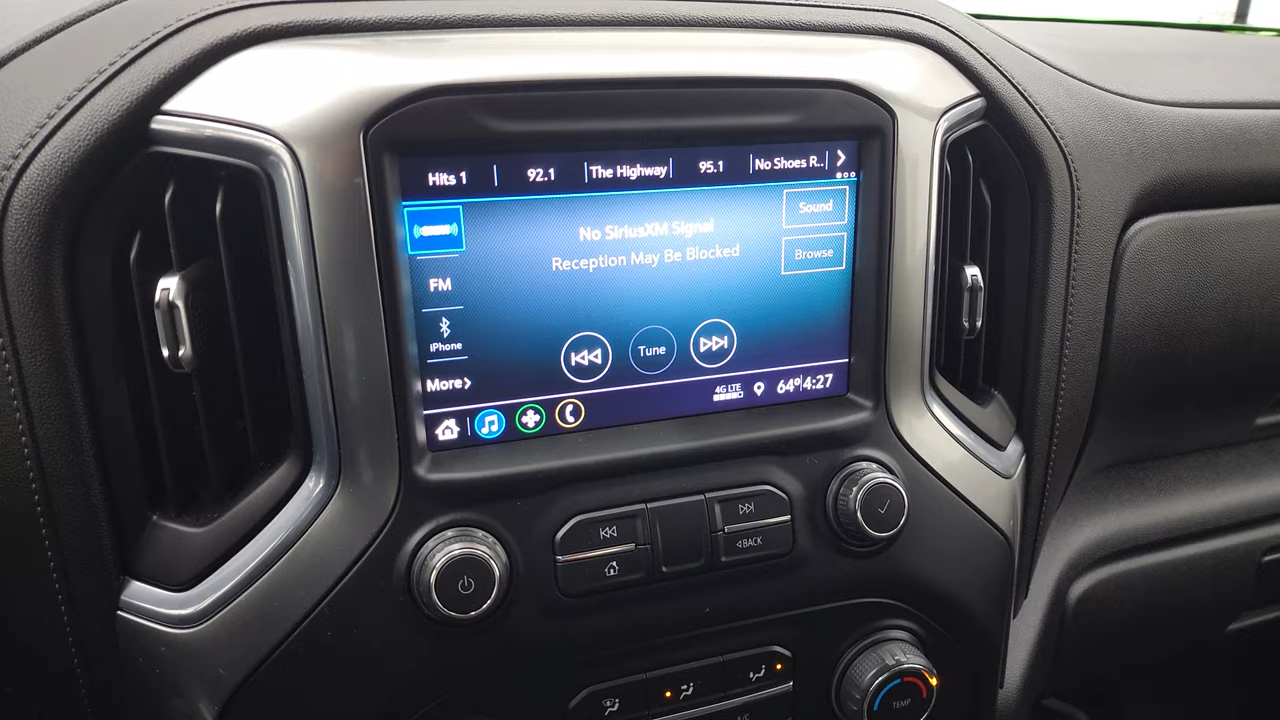 Hits 1
92.1
The Highway
95.1
No Shoes R..
Sound
No SiriusXM Signal
Reception May Be Blocked
Browse
FM
iPhone
Tune
More
4G LTE
64° 4:27
BACK
TEMP